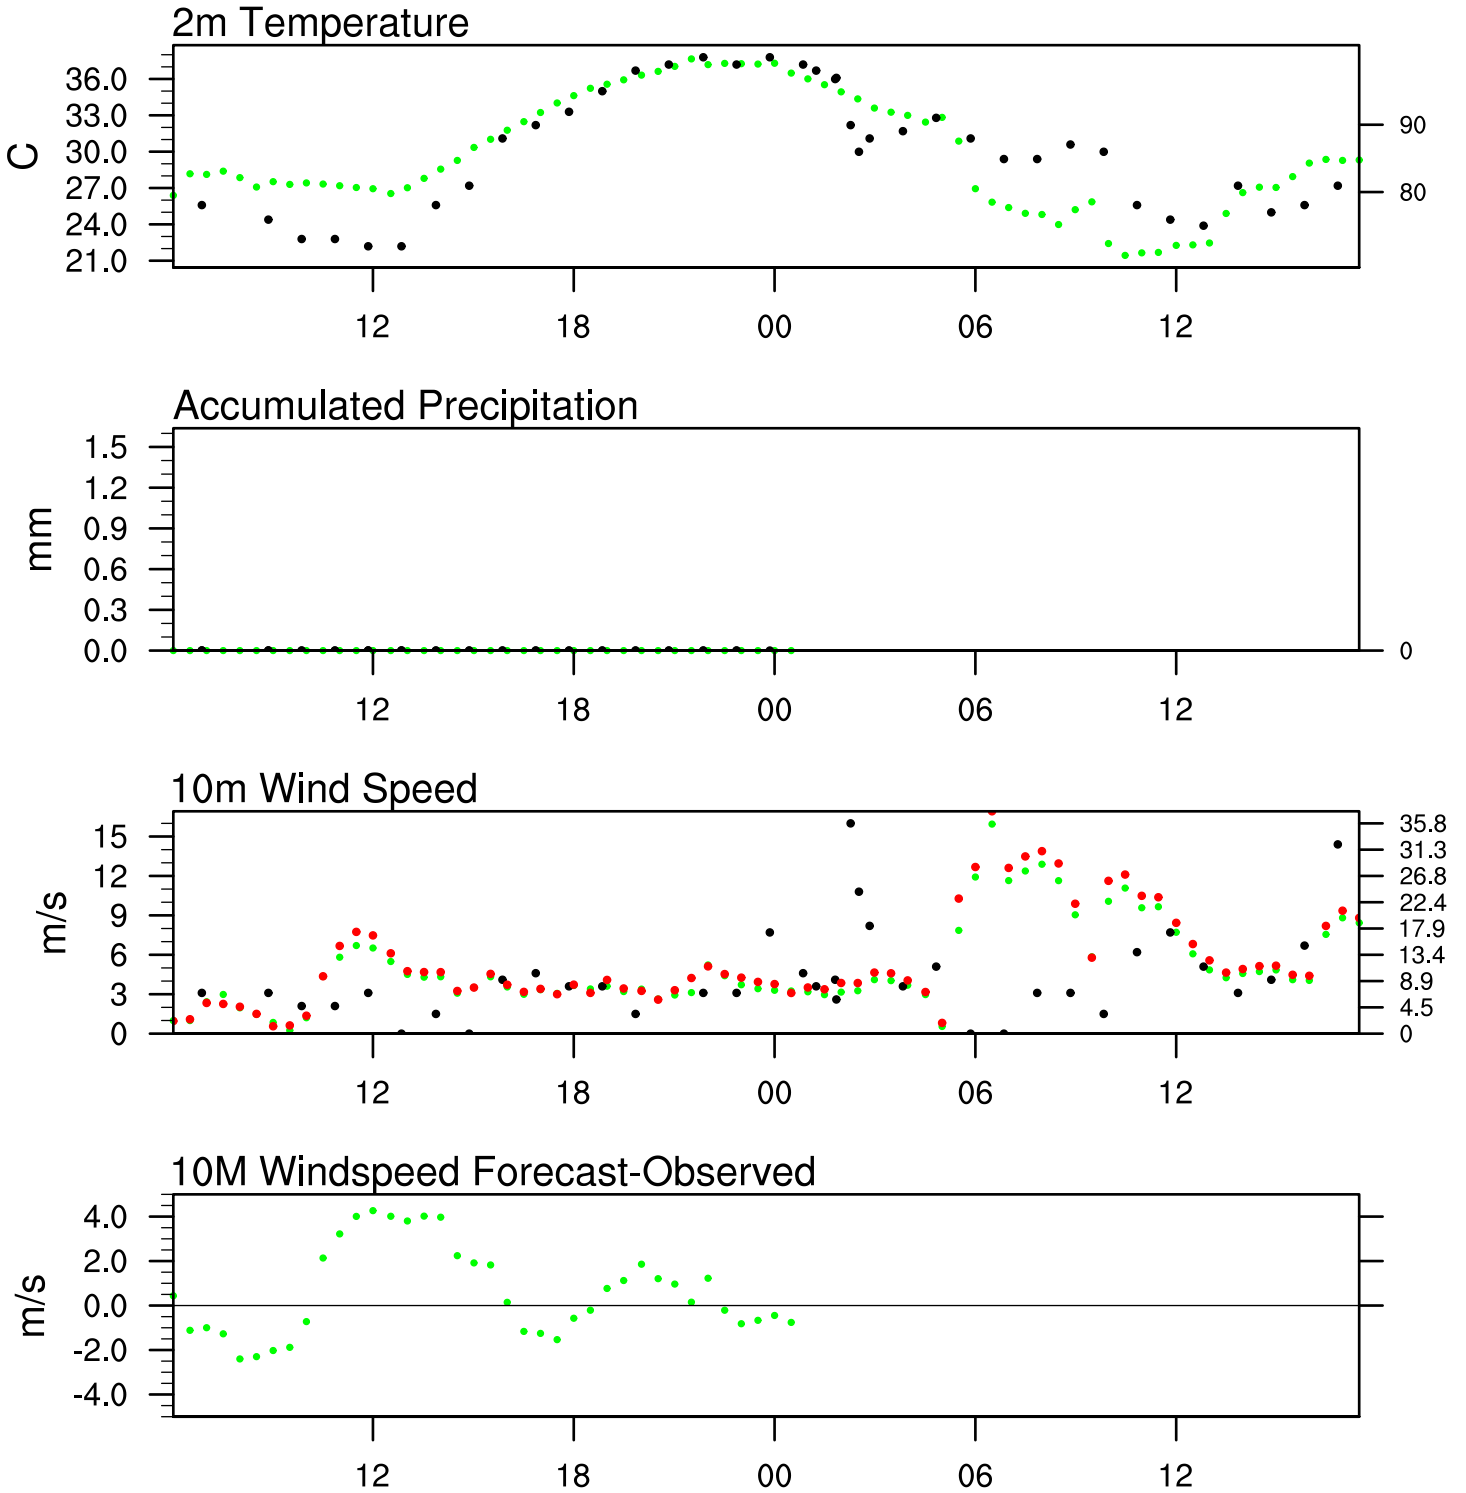 2m Temperature
36.0
33.0
90
30.0
C
27.0
80
24.0
21.0
12 18 00 06 12
Accumulated Precipitation
1.5
1.2
0.9
mm
0.6
0.3
0.0
0
12 18 00 06 12
10m Wind Speed
15
35.8
31.3
12
26.8
9
22.4
m/s
17.9
6
13.4
3
8.9
4.5
0
0
12 18 00 06 12
10M Windspeed Forecast-Observed
4.0
2.0
0.0
m/s
-2.0
-4.0
12 18 00 06 12